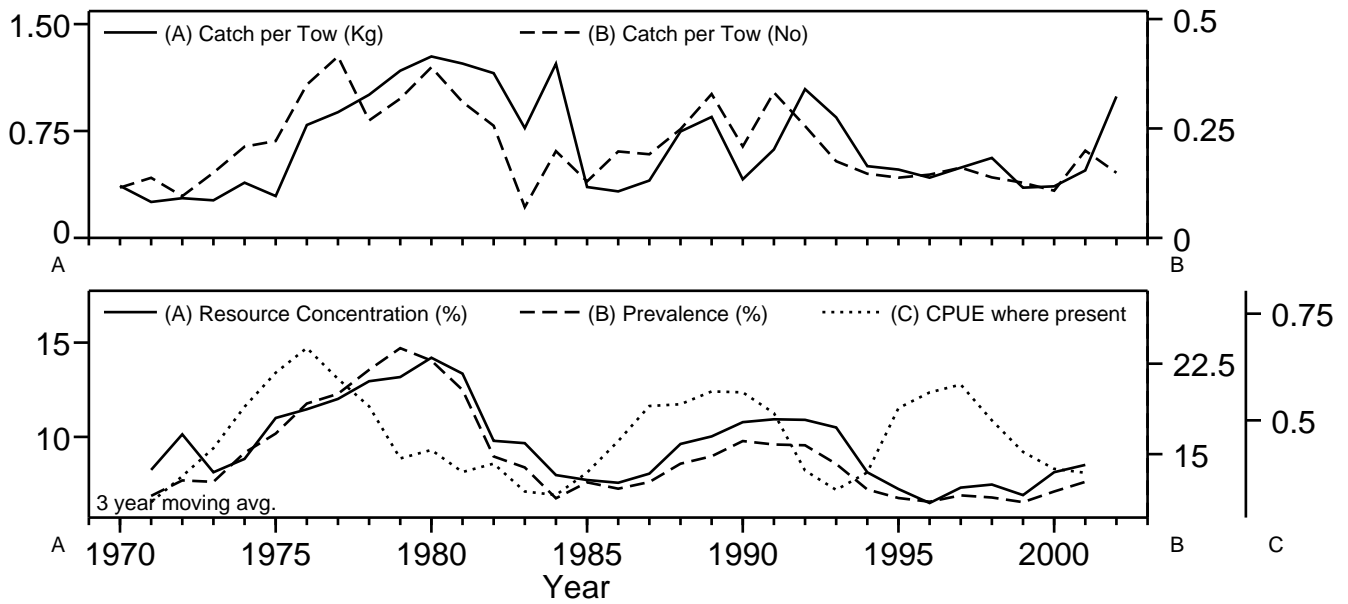 1.50
0.75
0
0.5
0.25
0
(A) Catch per Tow (Kg)
(B) Catch per Tow (No)
A
B
(A) Resource Concentration (%)
(B) Prevalence (%)
(C) CPUE where present
15
10
22.5
15
0.75
0.5
3 year moving avg.
A
B
C
1970 1975 1980 1985 1990 1995 2000
Year